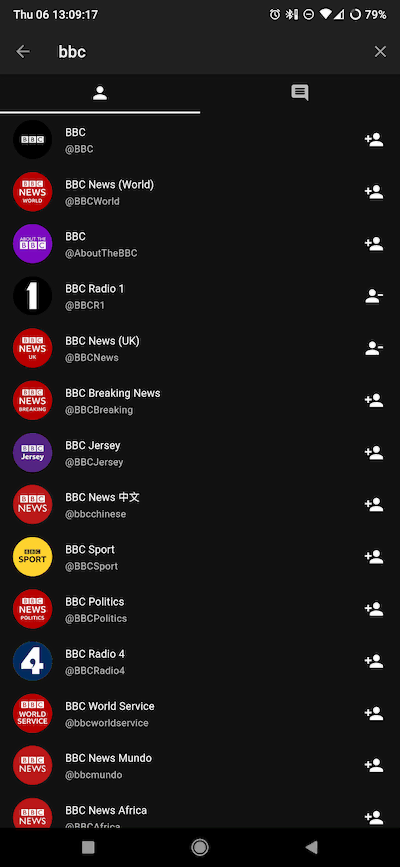 Thu 06 13:09:17
79%
bbc
BBC
BBC
@BBC
BBC
NEWS
WORLD
BBC News (World)
@BBCWorld
ABOUT THE
BBC
BBC
@AboutTheBBC
1
BBC Radio 1
@BBCR1
BBC
NEWS
UK
BBC News (UK)
@BBCNews
BBC
NEWS
BREAKING
BBC Breaking News
@BBCBreaking
BBC
Jersey
BBC Jersey
@BBCJersey
BBC
NEWS
BBC News 中文
@bbcchinese
BBC
SPORT
BBC Sport
@BBCSport
BBC
NEWS
POLITICS
BBC Politics
@BBCPolitics
4
BBC Radio 4
@BBCRadio4
BBC
WORLD
SERVICE
BBC World Service
@bbcworldservice
BBC
NEWS
BBC News Mundo
@bbcmundo
BBC
NEWS
BBC News Africa
@BBCAfrica